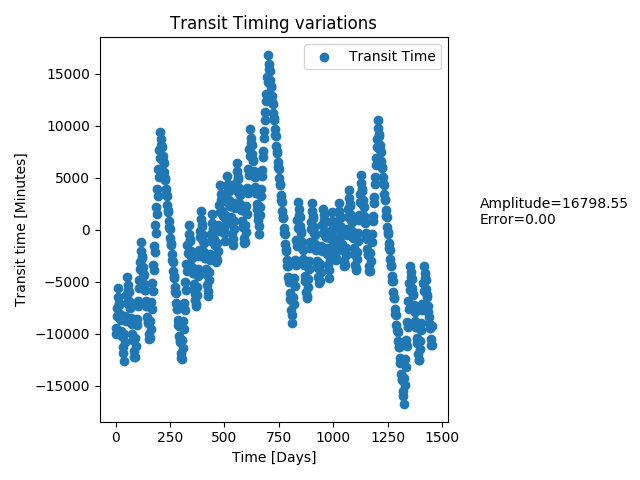 Transit Timing variations
Transit Time
15000
10000
5000
0
−5000
−10000
−15000
Transit time [Minutes]
0
250
500
750
1000
1250
1500
Time [Days]
Amplitude=16798.55
Error=0.00